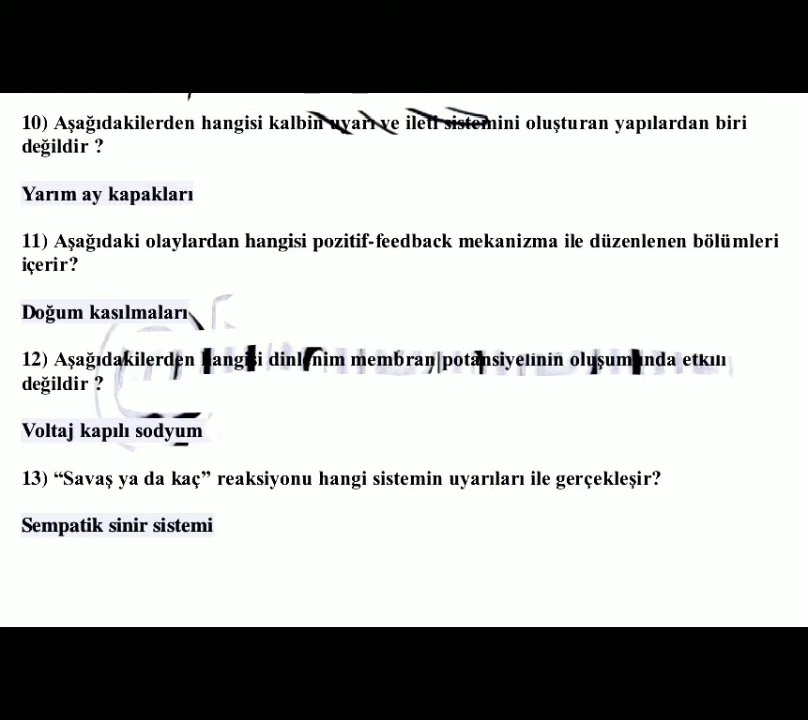 10) Aşağıdakilerden hangisi kalbin uyarı ve ileti sistemini oluşturan yapılardan biri
değildir ?
Yarım ay kapakları
11) Aşağıdaki olaylardan hangisi pozitif-feedback mekanizma ile düzenlenen bölümleri
içerir?
Doğum kasılmaları
12) Aşağıdakilerden hangisi dinlenim membran potansiyelinin oluşumunda etkili
değildir ?
Voltaj kapılı sodyum
13) “Savaş ya da kaç” reaksiyonu hangi sistemin uyarıları ile gerçekleşir?
Sempatik sinir sistemi